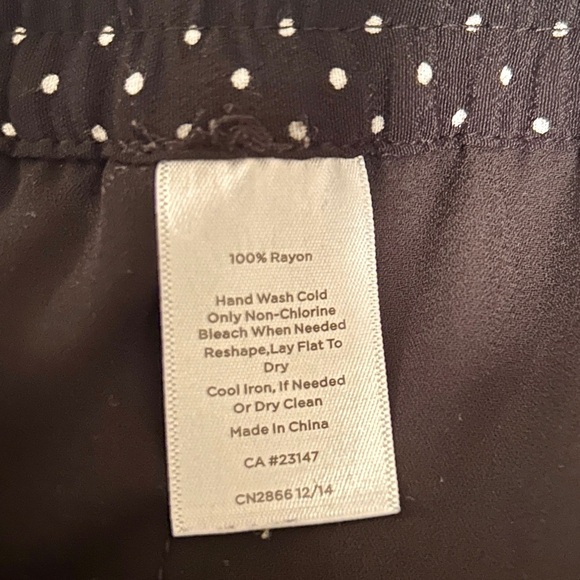 100% Rayon
Hand Wash Cold
Only Non-Chlorine
Bleach When Needed
Reshape,Lay Flat To
Dry
Cool Iron, If Needed
Or Dry Clean
Made In China
CA #23147
CN2866 12/14